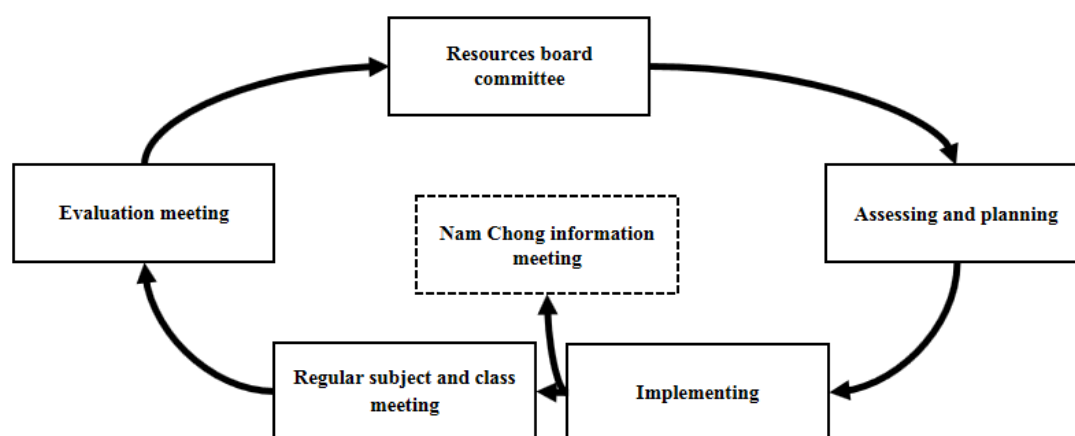 Resources board
committee
Evaluation meeting
Assessing and planning
Nam Chong information
meeting
Regular subject and class
meeting
Implementing